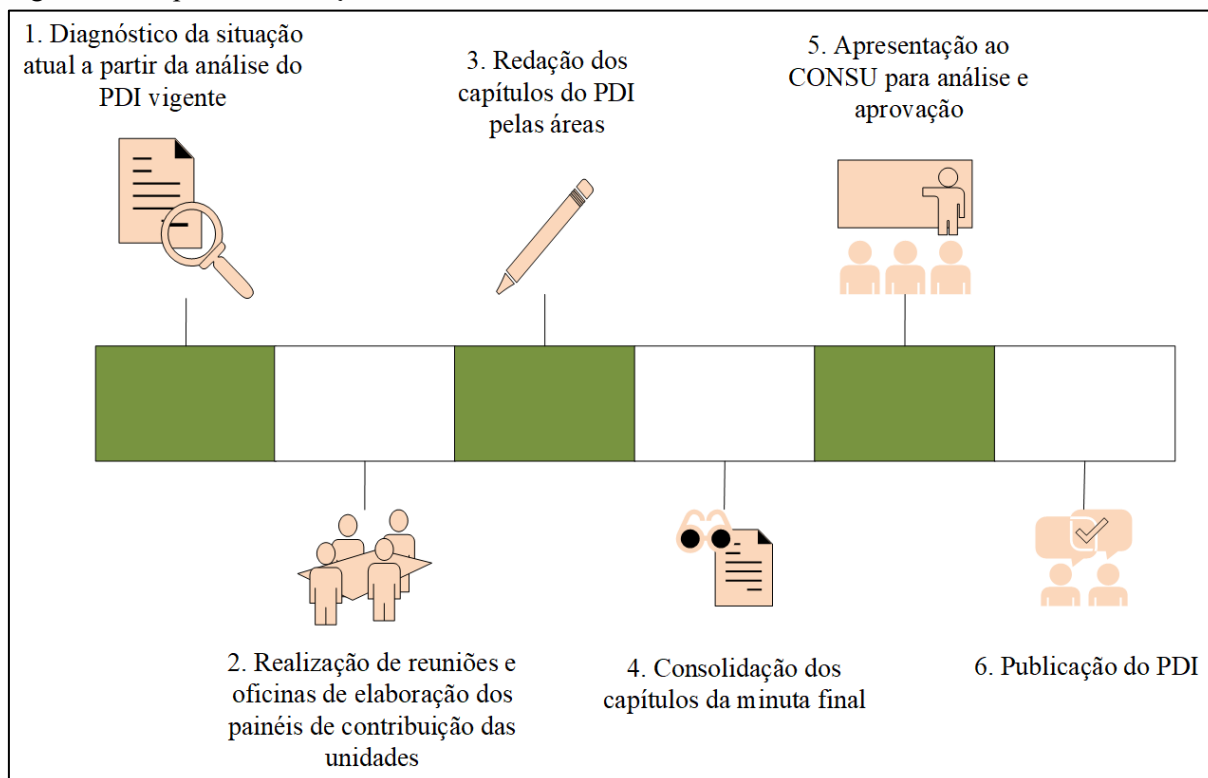 1. Diagnóstico da situação
atual a partir da análise do
PDI vigente
3. Redação dos
capítulos do PDI
pelas áreas
5. Apresentação ao
CONSU para análise e
aprovação
2. Realização de reuniões e
oficinas de elaboração dos
painéis de contribuição das
unidades
4. Consolidação dos
capítulos da minuta final
6. Publicação do PDI